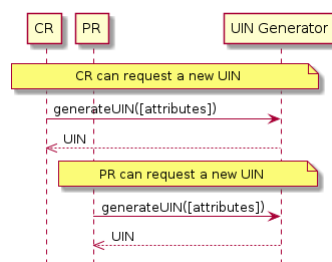 CR PR UIN Generator
CR can request a new UIN
generateUIN([attributes])
UIN
PR can request a new UIN
generateUIN([attributes])
UIN